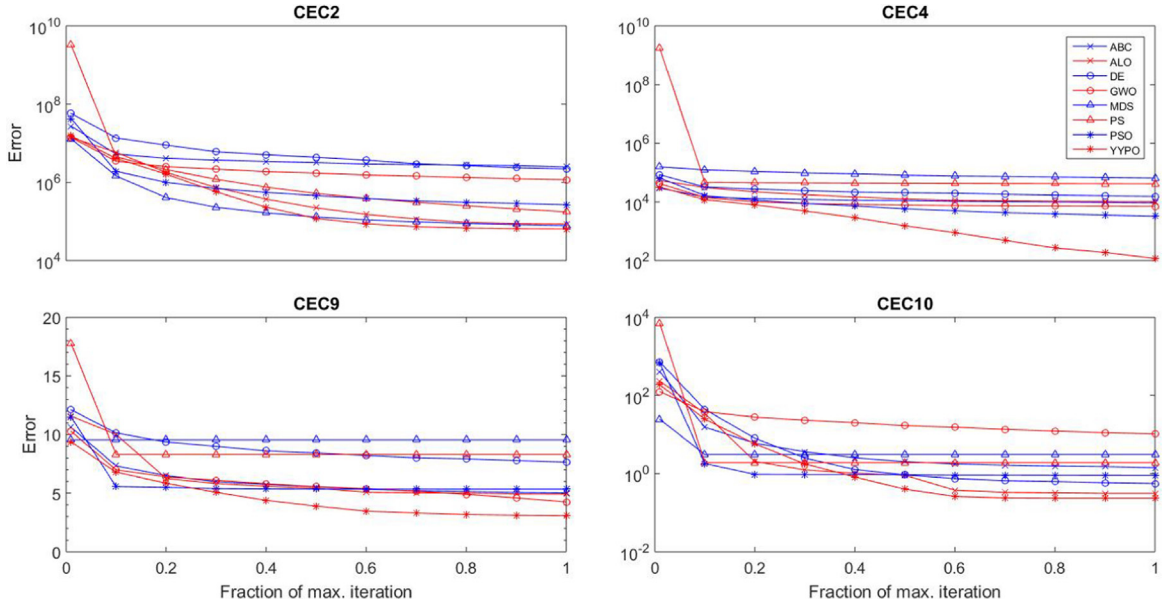 CEC2
10^10
10^8
10^6
10^4
Error
CEC4
10^10
10^8
10^6
10^4
10^2
ABC
ALO
DE
GWO
MDS
PS
PSO
YYPO
CEC9
20
15
10
5
0
Error
0 0.2 0.4 0.6 0.8 1
Fraction of max. iteration
CEC10
10^4
10^2
10^0
10^-2
0 0.2 0.4 0.6 0.8 1
Fraction of max. iteration